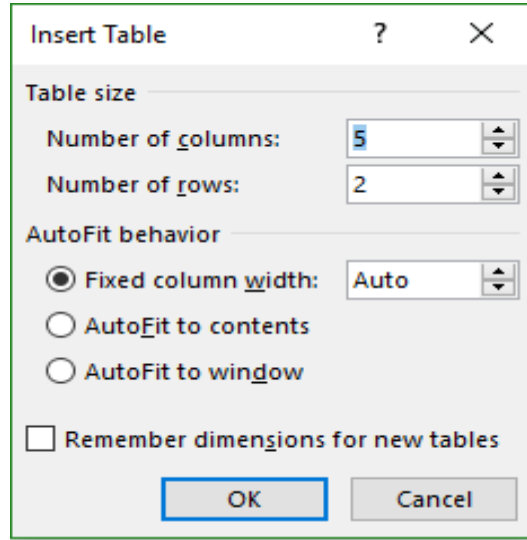 Insert Table ? ×
Table size
Number of columns: 5
Number of rows: 2
AutoFit behavior
Fixed column width: Auto
AutoFit to contents
AutoFit to window
Remember dimensions for new tables
OK Cancel